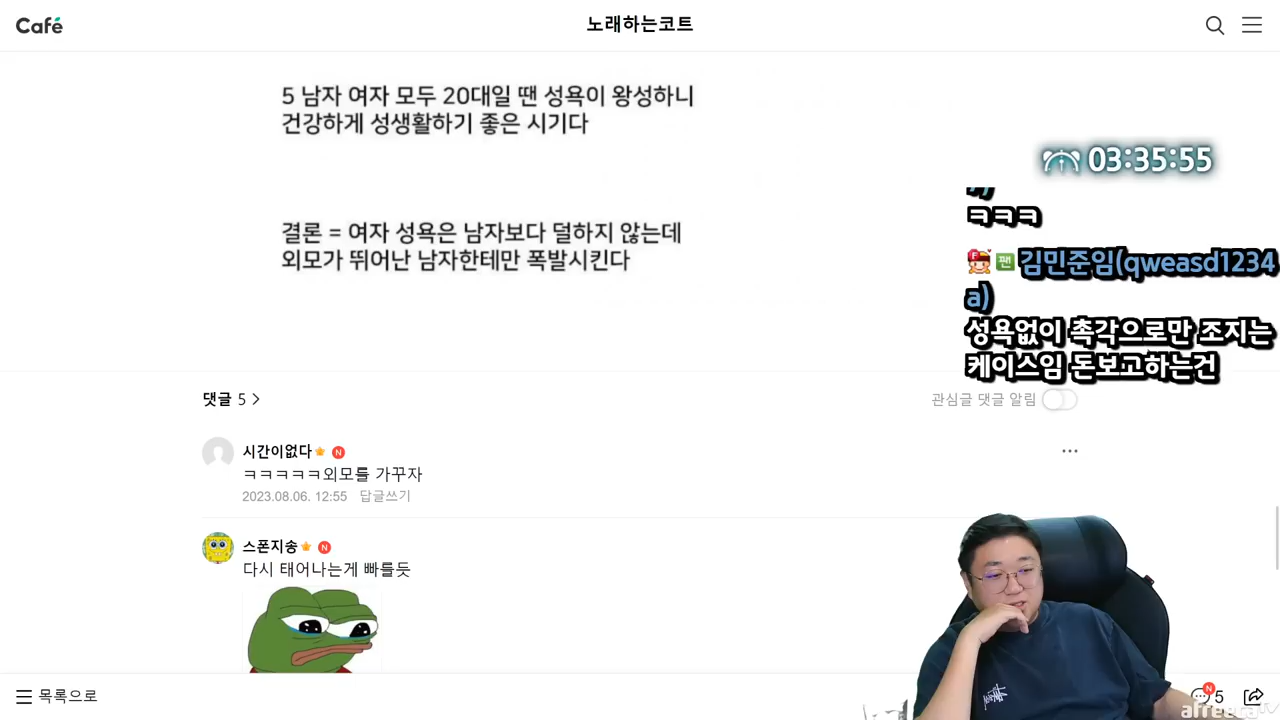 Café
노래하는코트
5 남자 여자 모두 20대일 땐 성욕이 왕성하니
건강하게 성생활하기 좋은 시기다
03:35:55
ㅋㅋㅋ
결론 = 여자 성욕은 남자보다 덜하지 않는데
외모가 뛰어난 남자한테만 폭발시킨다
F 팬 김민준임(qweasd1234
a)
성욕없이 촉각으로만 조지는
케이스임 돈보고하는건
댓글 5
관심글 댓글 알림
시간이없다 N
ㅋㅋㅋㅋㅋ외모를 가꾸자
2023.08.06. 12:55 답글쓰기
스폰지송 N
다시 태어나는게 빠를듯
목록으로
N
5
afreecaTV